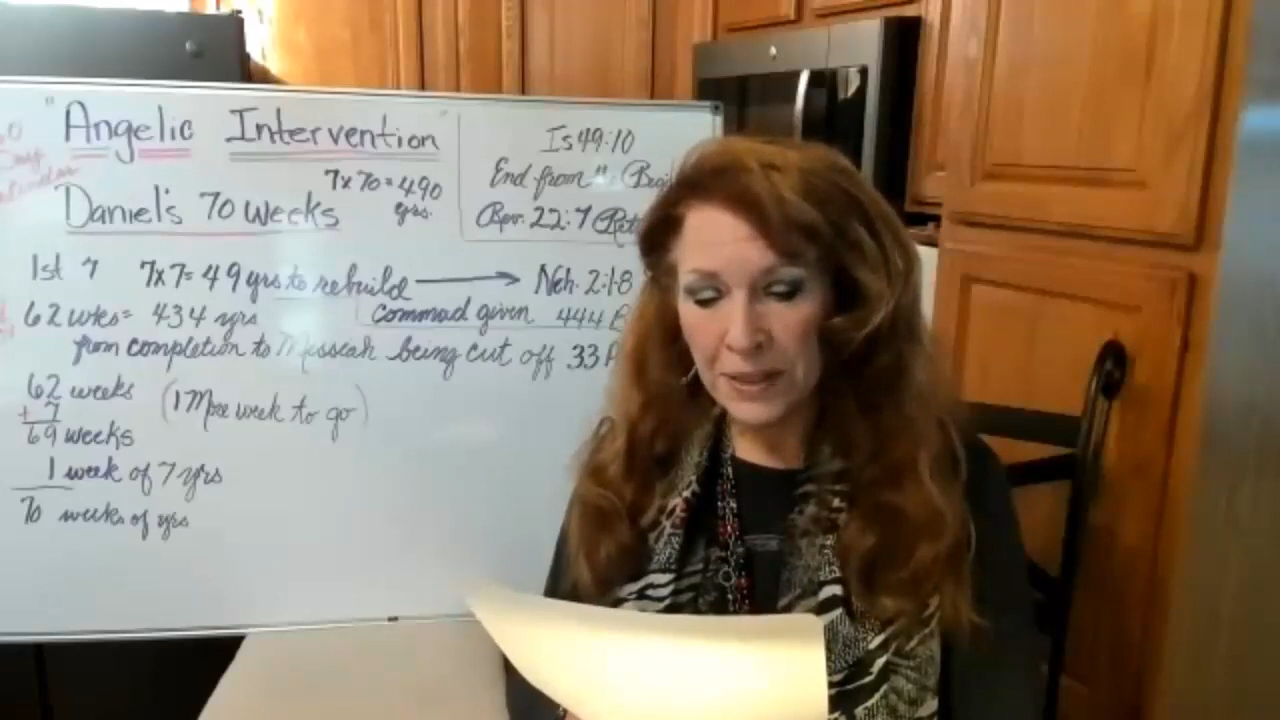 "Angelic Intervention"
7x70=490
yrs.
Daniel's 70 weeks
Is 49:10
End from
22:7
1st 7 7x7=49 yrs to rebuild → Neh. 2:1-8
62 wks= 434 yrs Commad given 444
from completion to Messeah being cut off 33
62 weeks (1 More week to go)
+ 7
69 weeks
1 week of 7 yrs
70 weeks of yrs